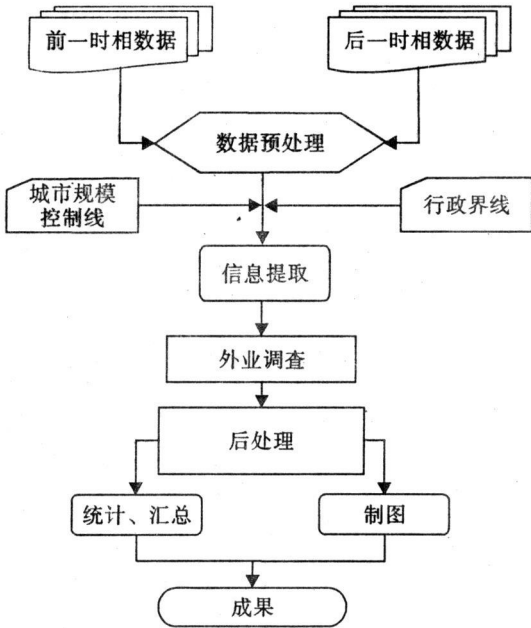 前一时相数据
后一时相数据
数据预处理
城市规模
控制线
行政界线
信息提取
外业调查
后处理
统计、汇总
制图
成果